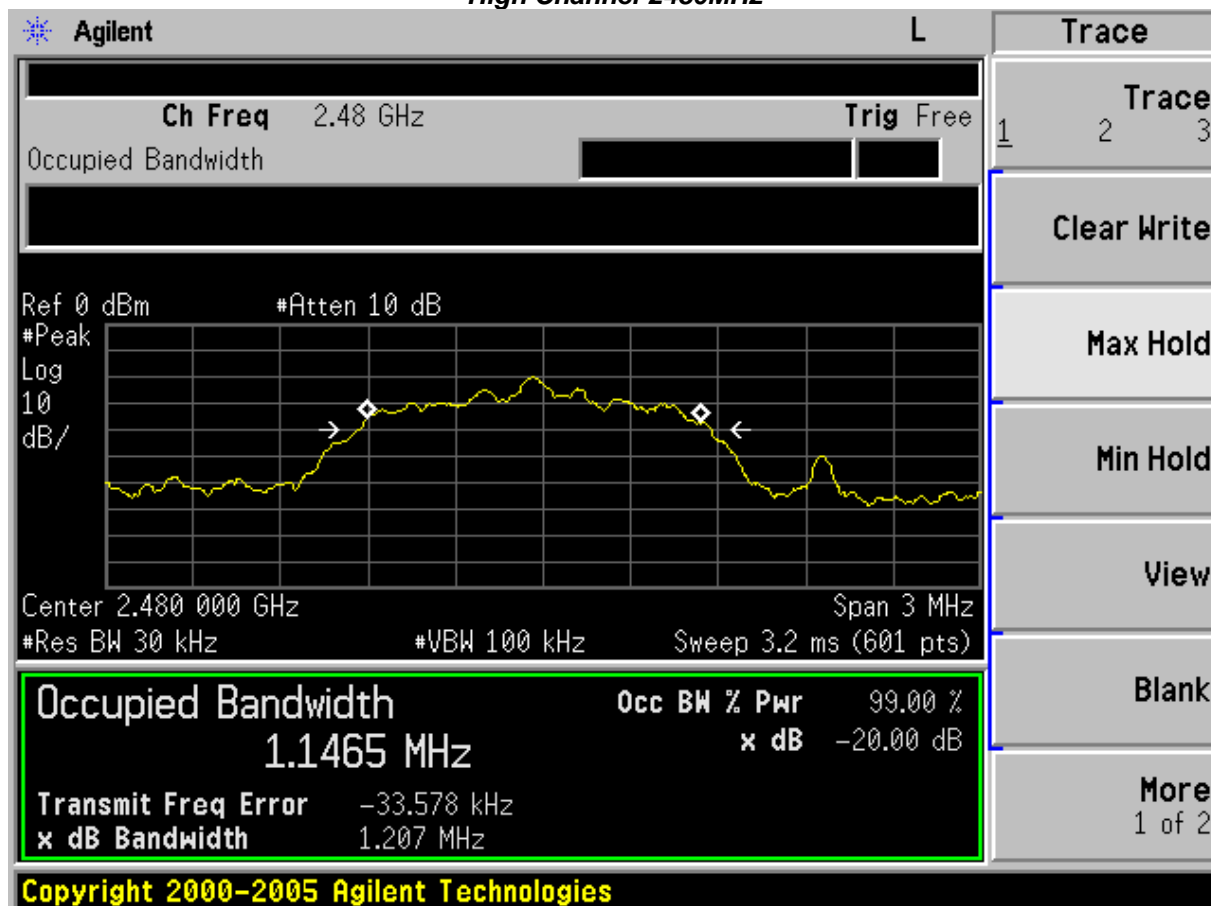 High Channel 2480MHz
Agilent L Trace
Ch Freq 2.48 GHz Trig Free
Occupied Bandwidth
Trace
1 2 3
Clear Write
Max Hold
Min Hold
View
Blank
More
1 of 2
Ref 0 dBm #Atten 10 dB
#Peak
Log
10
dB/
Center 2.480 000 GHz Span 3 MHz
#Res BW 30 kHz #VBW 100 kHz Sweep 3.2 ms (601 pts)
Occupied Bandwidth Occ BW % Pwr 99.00 %
1.1465 MHz x dB -20.00 dB
Transmit Freq Error -33.578 kHz
x dB Bandwidth 1.207 MHz
Copyright 2000-2005 Agilent Technologies